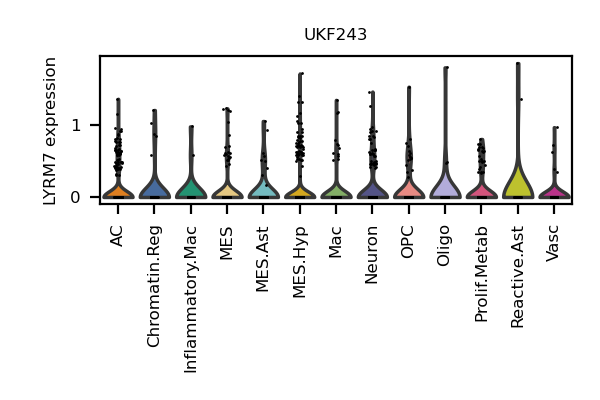 UKF243
LYRM7 expression
1
0
AC
Chromatin.Reg
Inflammatory.Mac
MES
MES.Ast
MES.Hyp
Mac
Neuron
OPC
Oligo
Prolif.Metab
Reactive.Ast
Vasc